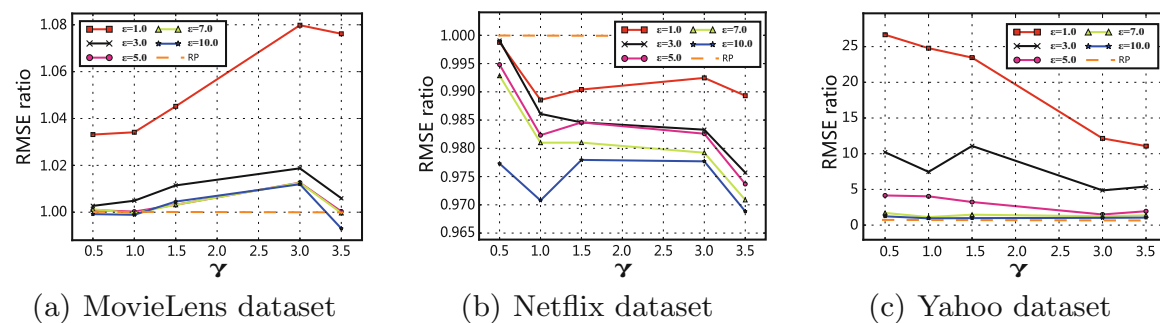 1.08
1.06
1.04
1.02
1.00
RMSE ratio
ε=1.0
ε=3.0
ε=5.0
ε=7.0
ε=10.0
RP
0.5 1.0 1.5 2.0 2.5 3.0 3.5
γ
(a) MovieLens dataset
1.000
0.995
0.990
0.985
0.980
0.975
0.970
0.965
RMSE ratio
ε=1.0
ε=3.0
ε=5.0
ε=7.0
ε=10.0
RP
0.5 1.0 1.5 2.0 2.5 3.0 3.5
γ
(b) Netflix dataset
25
20
15
10
5
0
RMSE ratio
ε=1.0
ε=3.0
ε=5.0
ε=7.0
ε=10.0
RP
0.5 1.0 1.5 2.0 2.5 3.0 3.5
γ
(c) Yahoo dataset